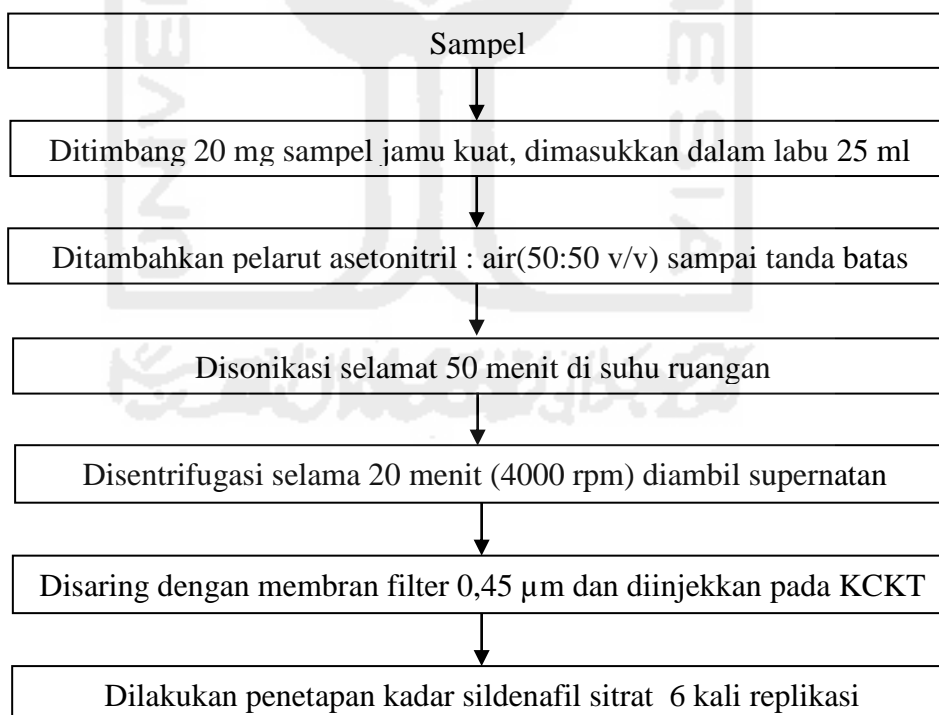 Sampel
Ditimbang 20 mg sampel jamu kuat, dimasukkan dalam labu 25 ml
Ditambahkan pelarut asetonitril : air(50:50 v/v) sampai tanda batas
Disonikasi selamat 50 menit di suhu ruangan
Disentrifugasi selama 20 menit (4000 rpm) diambil supernatan
Disaring dengan membran filter 0,45 µm dan diinjekkan pada KCKT
Dilakukan penetapan kadar sildenafil sitrat 6 kali replikasi